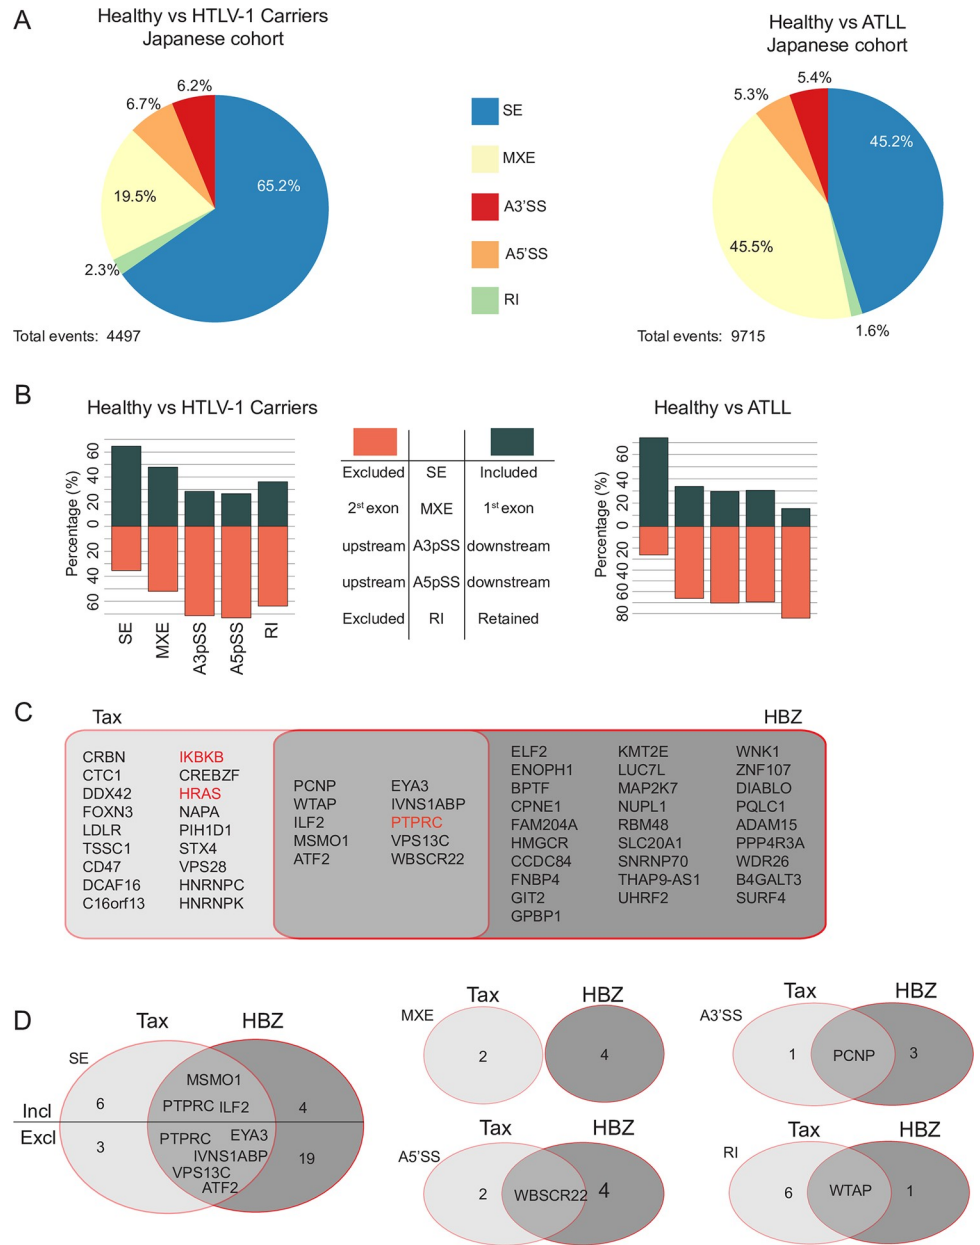 A
Healthy vs HTLV-1 Carriers
Japanese cohort
6.2%
6.7%
19.5%
65.2%
2.3%
Total events: 4497
SE
MXE
A3'SS
A5'SS
RI
Healthy vs ATLL
Japanese cohort
5.4%
5.3%
45.2%
45.5%
1.6%
Total events: 9715
B
Healthy vs HTLV-1 Carriers
Percentage (%)
60
40
20
0
20
40
60
SE
MXE
A3pSS
A5pSS
RI
Excluded SE Included
2st exon MXE 1st exon
upstream A3pSS downstream
upstream A5pSS downstream
Excluded RI Retained
Healthy vs ATLL
Percentage (%)
60
40
20
0
20
40
60
80
C
Tax
HBZ
CRBN IKBKB
CTC1 CREBZF
DDX42 HRAS
FOXN3 NAPA
LDLR PIH1D1
TSSC1 STX4
CD47 VPS28
DCAF16 HNRNPC
C16orf13 HNRNPK
PCNP EYA3
WTAP IVNS1ABP
ILF2 PTPRC
MSMO1 VPS13C
ATF2 WBSCR22
ELF2 KMT2E WNK1
ENOPH1 LUC7L ZNF107
BPTF MAP2K7 DIABLO
CPNE1 NUPL1 PQLC1
FAM204A RBM48 ADAM15
HMGCR SLC20A1 PPP4R3A
CCDC84 SNRNP70 WDR26
FNBP4 THAP9-AS1 B4GALT3
GIT2 UHRF2 SURF4
GPBP1
D
Tax HBZ
SE
MSMO1
6 PTPRC ILF2 4
Incl
Excl
3 PTPRC EYA3 19
IVNS1ABP
VPS13C
ATF2
MXE
Tax HBZ
2 4
A3'SS
Tax HBZ
1 PCNP 3
A5'SS
Tax HBZ
2 WBSCR22 4
RI
Tax HBZ
6 WTAP 1